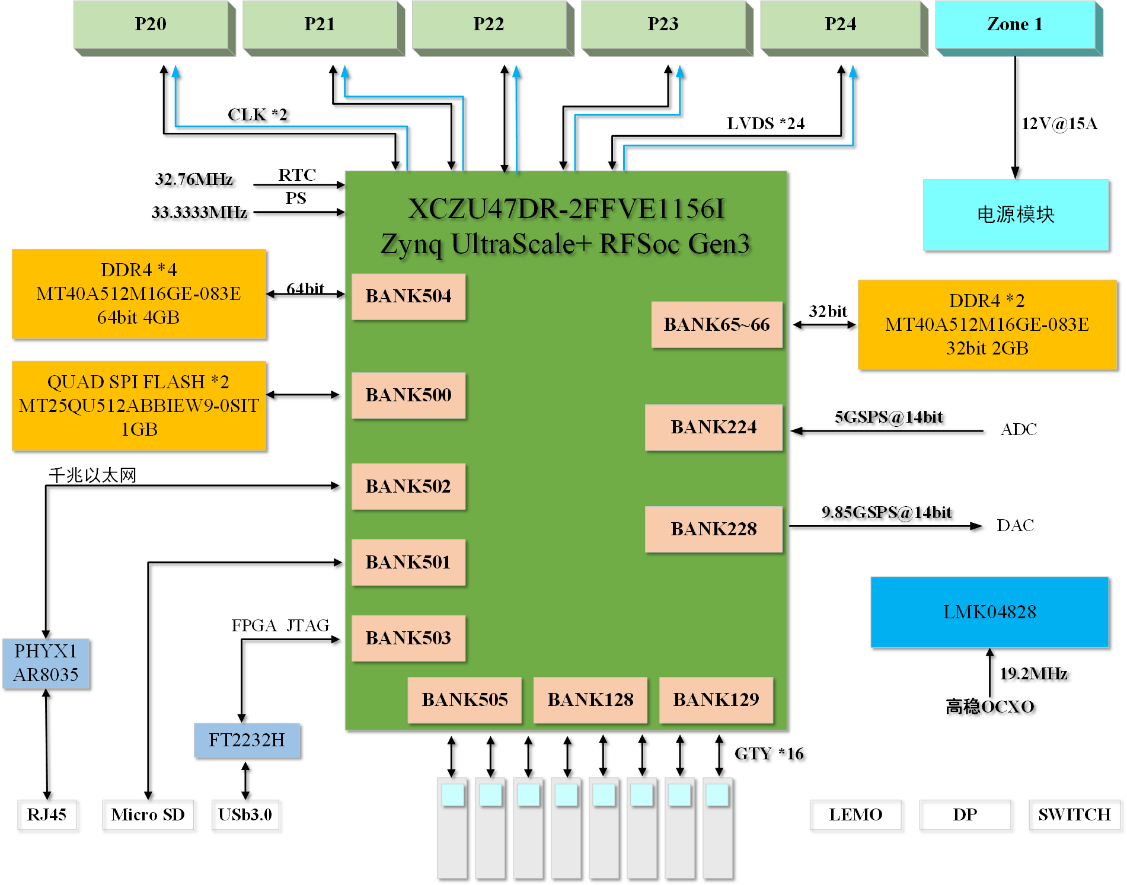 P20
P21
P22
P23
P24
Zone 1
CLK *2
LVDS *24
12V@15A
32.76MHz
RTC
33.3333MHz
PS
XCZU47DR-2FFVE1156I
Zynq UltraScale+ RFSoc Gen3
电源模块
DDR4 *4
MT40A512M16GE-083E
64bit 4GB
64bit
BANK504
BANK65~66
32bit
DDR4 *2
MT40A512M16GE-083E
32bit 2GB
QUAD SPI FLASH *2
MT25QU512ABBIEW9-0SIT
1GB
BANK500
BANK224
5GSPS@14bit
ADC
千兆以太网
BANK502
BANK228
9.85GSPS@14bit
DAC
BANK501
FPGA JTAG
BANK503
LMK04828
PHYX1
AR8035
19.2MHz
高稳OCXO
BANK505
BANK128
BANK129
FT2232H
GTY *16
RJ45
Micro SD
USb3.0
LEMO
DP
SWITCH